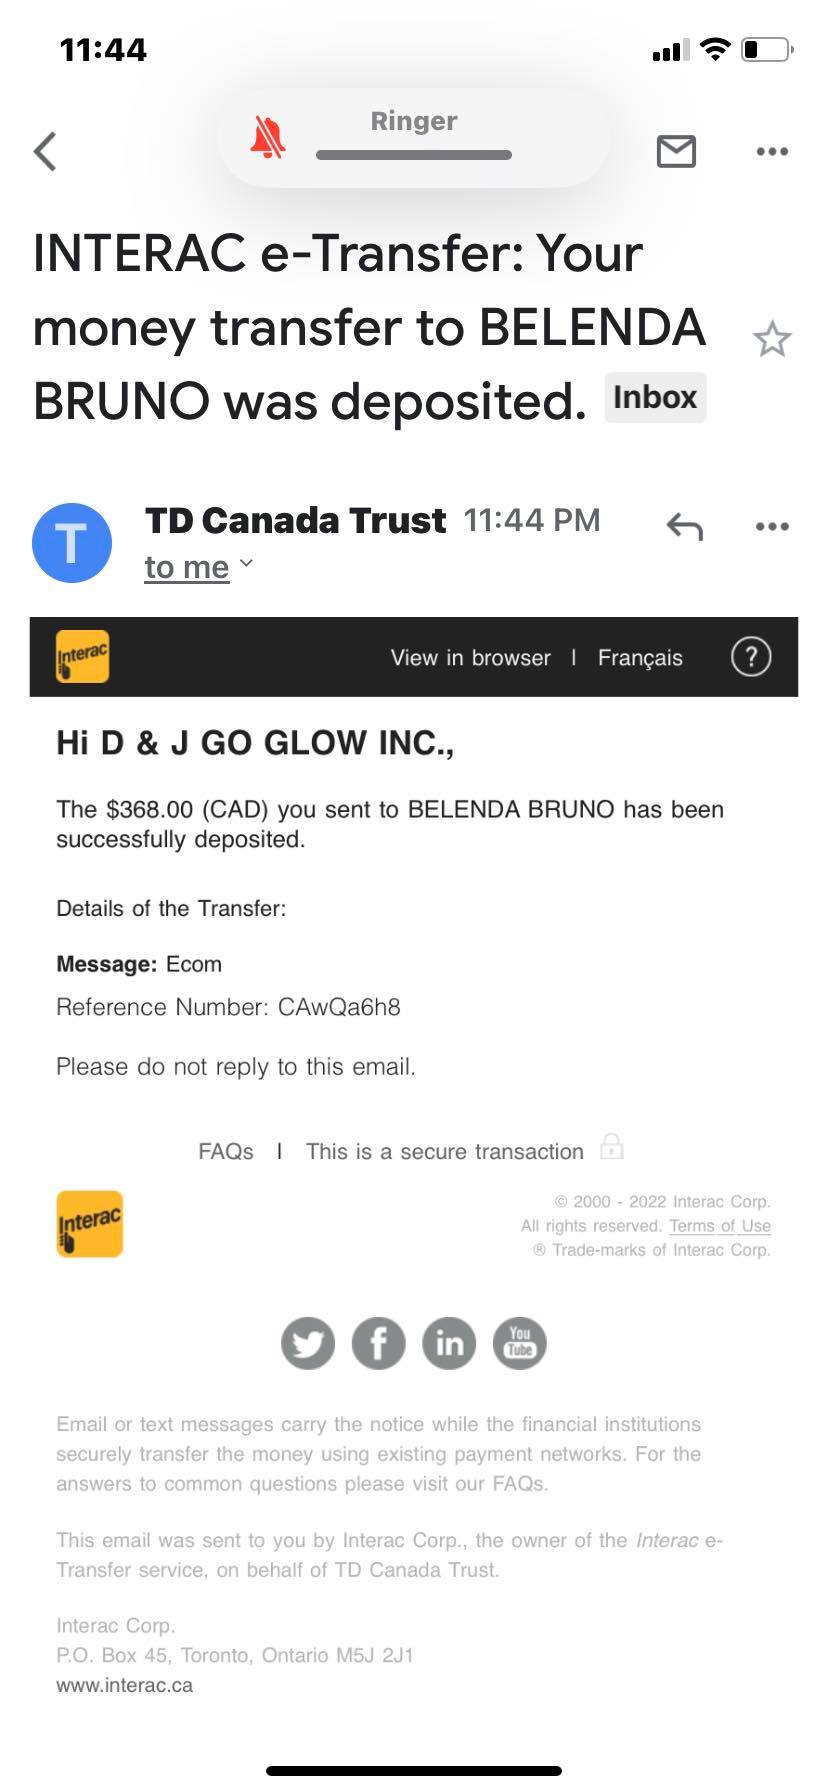 11:44
Ringer
INTERAC e-Transfer: Your
money transfer to BELENDA
BRUNO was deposited. Inbox
T
TD Canada Trust 11:44 PM
to me
Interac
View in browser | Français ?
Hi D & J GO GLOW INC.,
The $368.00 (CAD) you sent to BELENDA BRUNO has been
successfully deposited.
Details of the Transfer:
Message: Ecom
Reference Number: CAwQa6h8
Please do not reply to this email.
FAQs | This is a secure transaction
Interac
© 2000 - 2022 Interac Corp.
All rights reserved. Terms of Use
® Trade-marks of Interac Corp.
f in You Tube
Email or text messages carry the notice while the financial institutions
securely transfer the money using existing payment networks. For the
answers to common questions please visit our FAQs.
This email was sent to you by Interac Corp., the owner of the Interac e-
Transfer service, on behalf of TD Canada Trust.
Interac Corp.
P.O. Box 45, Toronto, Ontario M5J 2J1
www.interac.ca